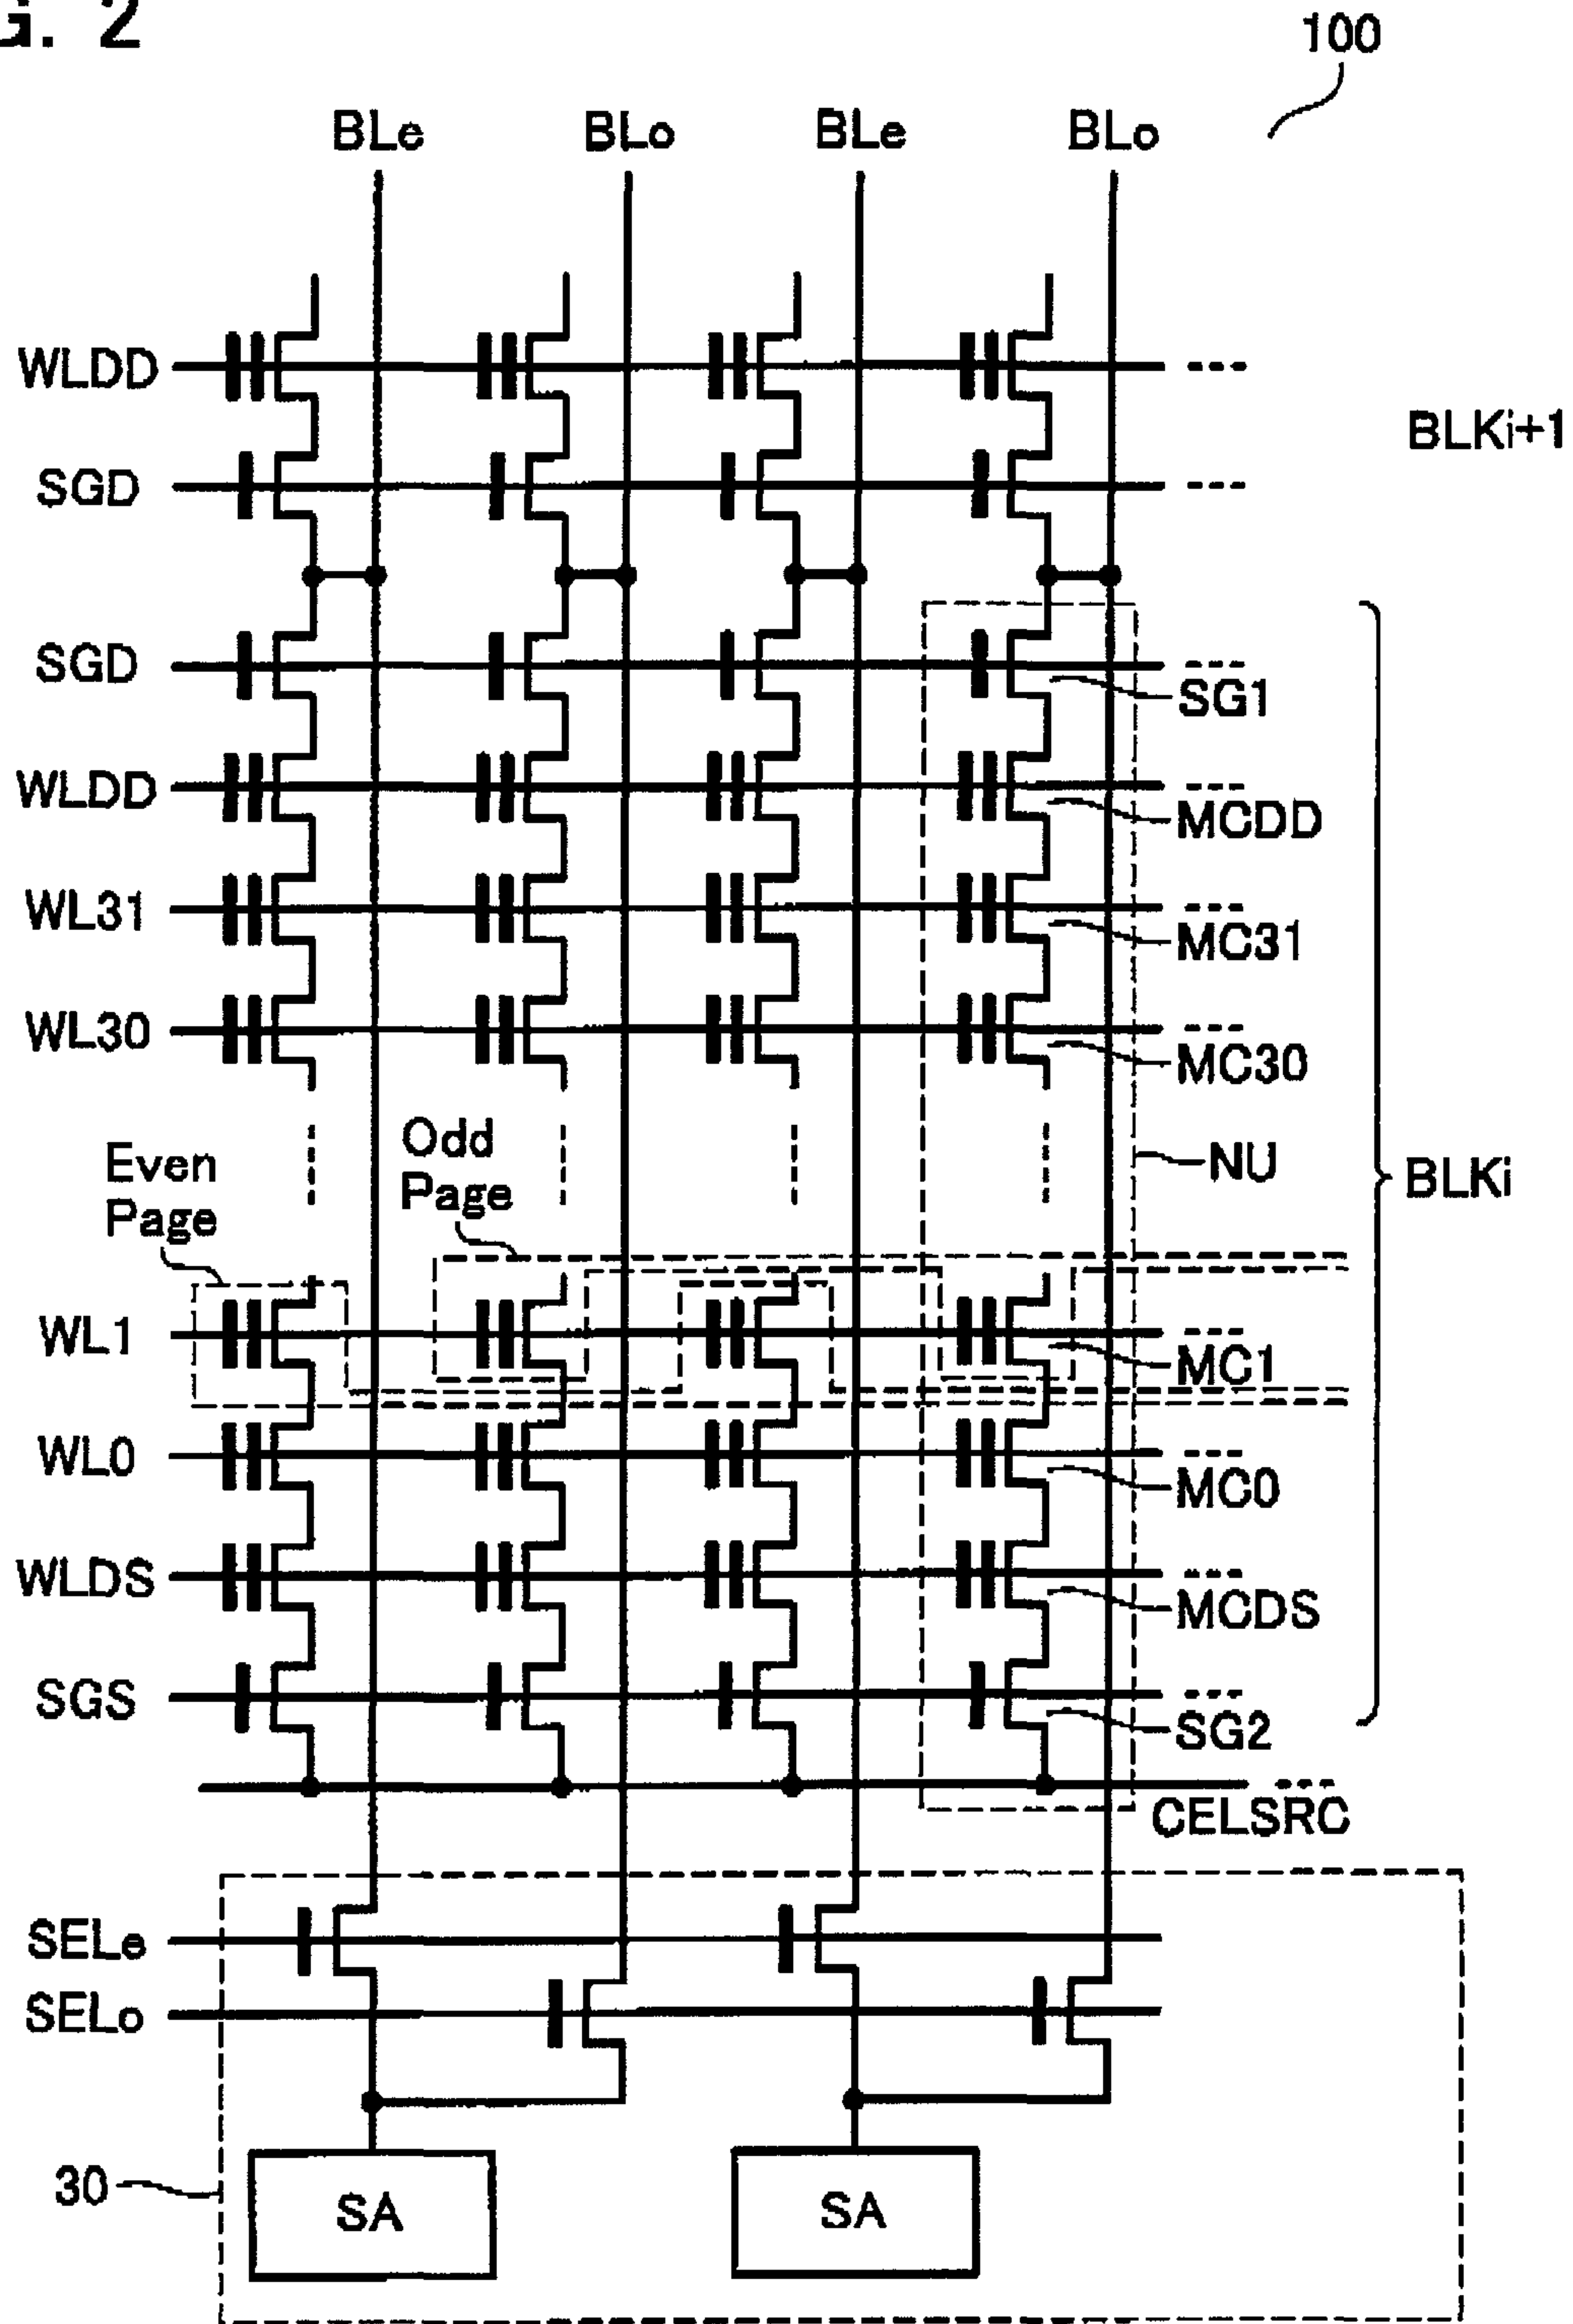 G. 2
100
BLe BLo BLe BLo
WLDD
BLKi+1
SGD
SGD
SG1
WLDD
MCDD
WL31
MC31
WL30
MC30
Even
Page
Odd
Page
NU
BLKi
WL1
MC1
WL0
MC0
WLDS
MCDS
SGS
SG2
CELSRC
SELe
SELo
30
SA SA